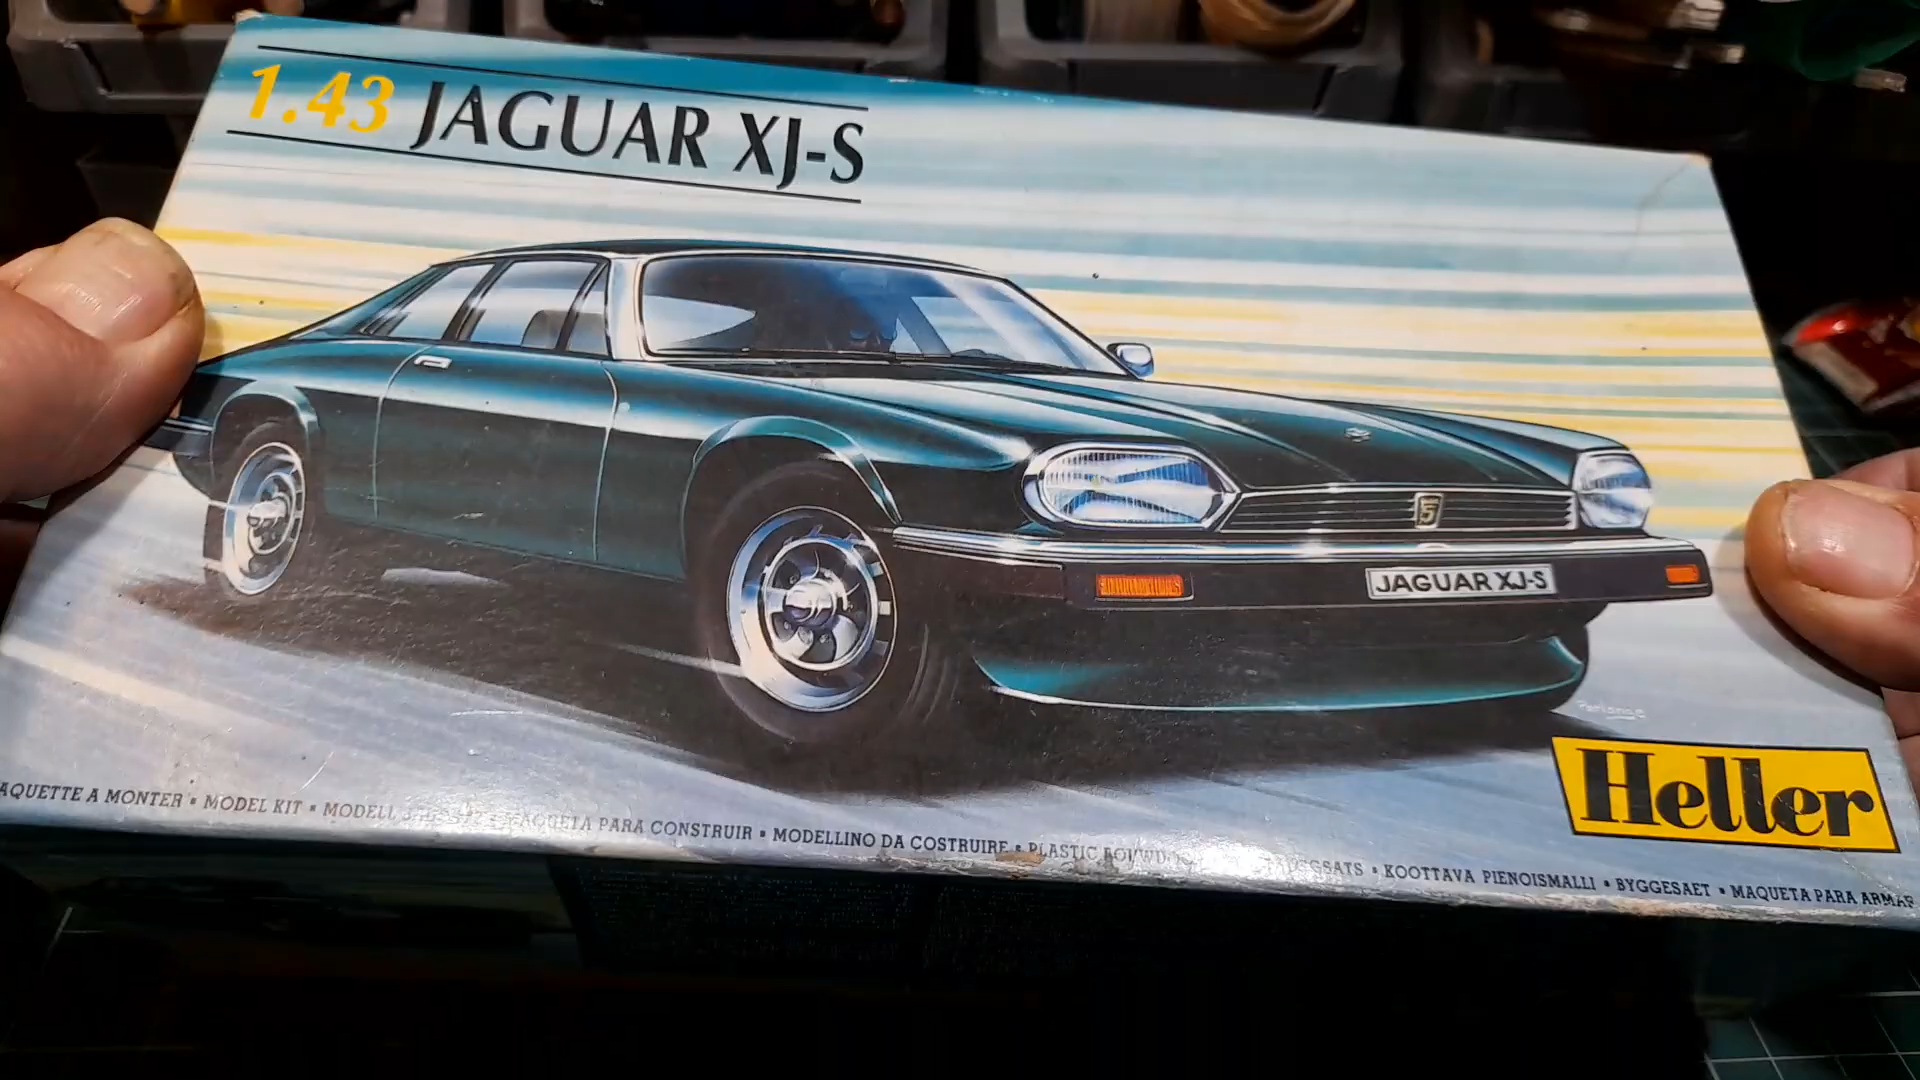 1.43 JAGUAR XJ-S
JAGUAR XJ-S
Heller
AQUETTE A MONTER ▪ MODEL KIT ▪ MODELL ▪ MAQUETA PARA CONSTRUIR ▪ MODELLINO DA COSTRUIRE ▪ PLASTIC ▪ KOOTTAVA PIENOISMALLI ▪ BYGGESAET ▪ MAQUETA PARA ARMAR